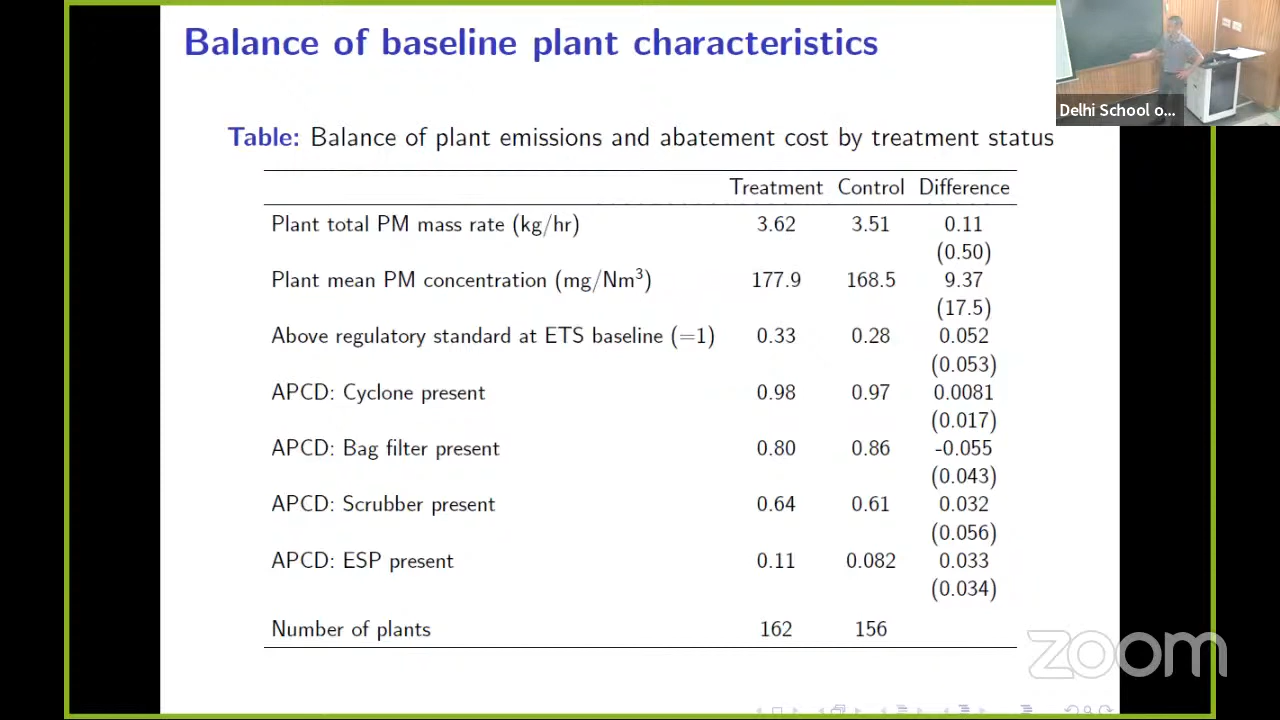 Balance of baseline plant characteristics
Delhi School o...
Table: Balance of plant emissions and abatement cost by treatment status
Treatment Control Difference
Plant total PM mass rate (kg/hr) 3.62 3.51 0.11
(0.50)
Plant mean PM concentration (mg/Nm³) 177.9 168.5 9.37
(17.5)
Above regulatory standard at ETS baseline (=1) 0.33 0.28 0.052
(0.053)
APCD: Cyclone present 0.98 0.97 0.0081
(0.017)
APCD: Bag filter present 0.80 0.86 -0.055
(0.043)
APCD: Scrubber present 0.64 0.61 0.032
(0.056)
APCD: ESP present 0.11 0.082 0.033
(0.034)
Number of plants 162 156
zoom